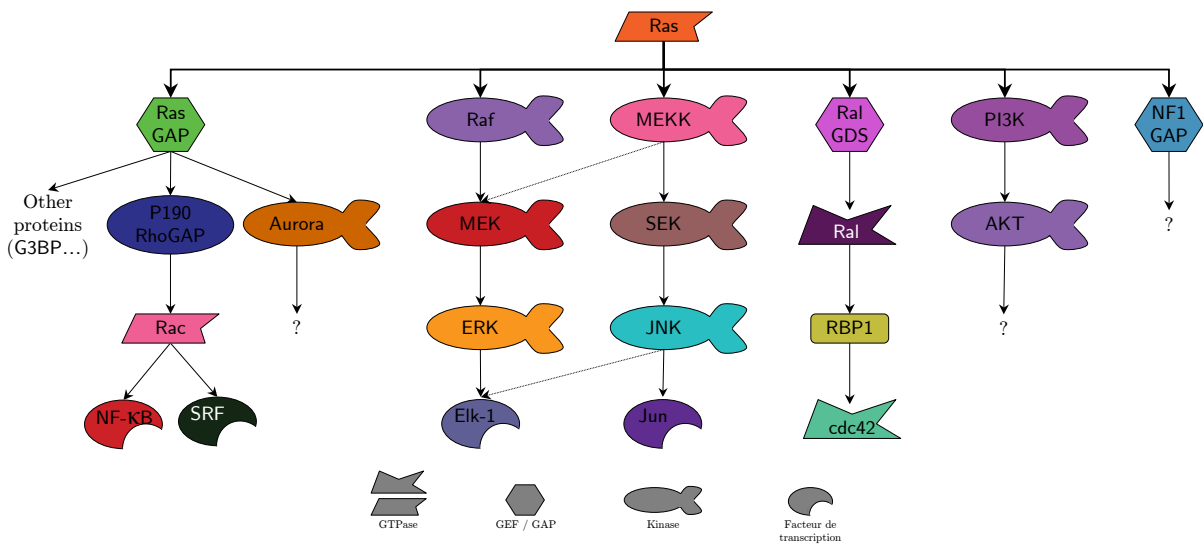 Ras
Ras
GAP
Raf
MEKK
Ral
GDS
PI3K
NF1
GAP
Other
proteins
(G3BP...)
P190
RhoGAP
Aurora
MEK
SEK
Ral
AKT
?
Rac
?
ERK
JNK
RBP1
?
NF-κB
SRF
Elk-1
Jun
cdc42
GTPase
GEF / GAP
Kinase
Facteur de
transcription